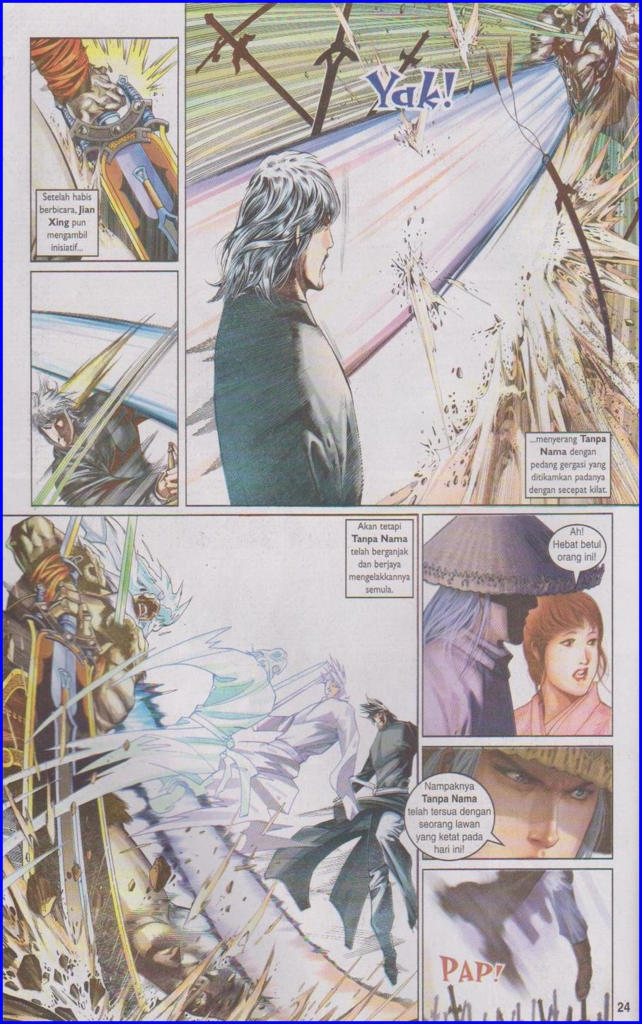 Setelah habis
berbicara, Jian
Xing pun
mengambil
inisiatif...
Yak!
...menyerang Tanpa
Nama dengan
pedang gergasi yang
ditikamkan padanya
dengan secepat kilat.
Akan tetapi
Tanpa Nama
telah berganjak
dan berjaya
mengelakkannya
semula.
Ah!
Hebat betul
orang ini!
Nampaknya
Tanpa Nama
telah tersua dengan
seorang lawan
yang ketat pada
hari ini!
PAP!
24